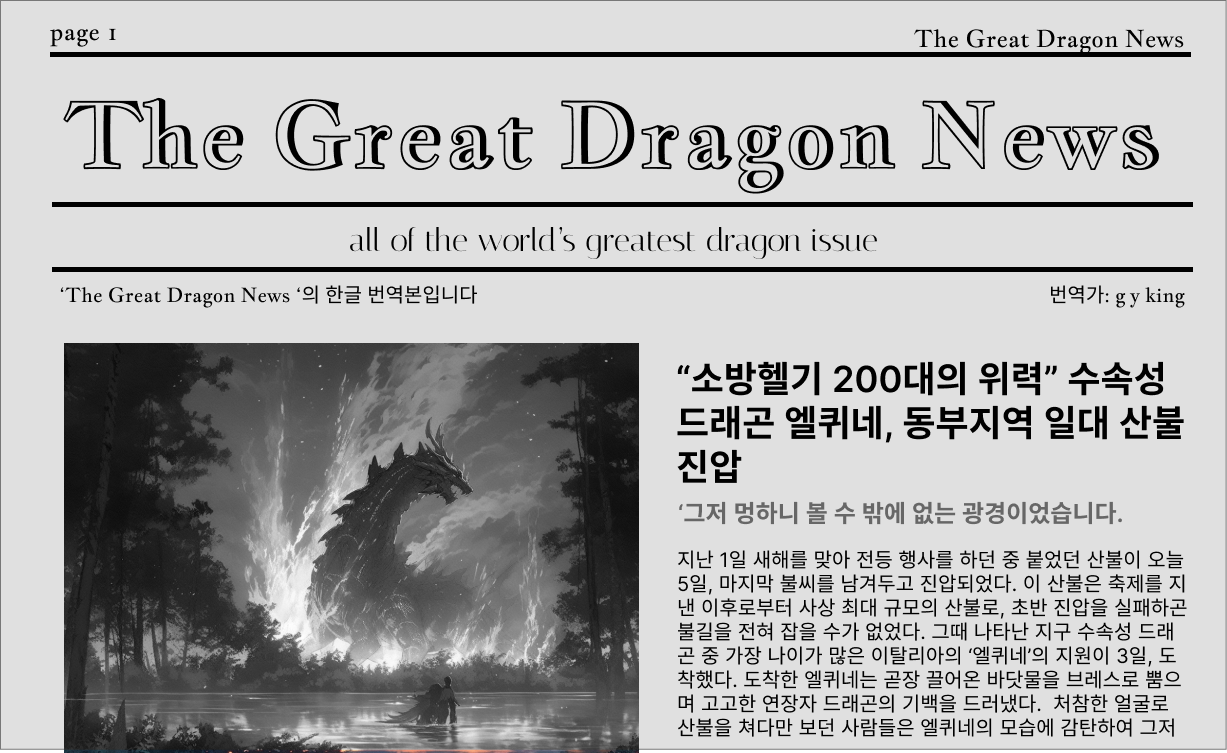 page 1
The Great Dragon News
The Great Dragon News
all of the world's greatest dragon issue
‘The Great Dragon News ‘의 한글 번역본입니다
번역가: g y king
“소방헬기 200대의 위력” 수속성
드래곤 엘퀴네, 동부지역 일대 산불
진압
‘그저 멍하니 볼 수 밖에 없는 광경이었습니다.
지난 1일 새해를 맞아 전등 행사를 하던 중 붙었던 산불이 오늘
5일, 마지막 불씨를 남겨두고 진압되었다. 이 산불은 축제를 지
낸 이후로부터 사상 최대 규모의 산불로, 초반 진압을 실패하곤
불길을 전혀 잡을 수가 없었다. 그때 나타난 지구 수속성 드래
곤 중 가장 나이가 많은 이탈리아의 ‘엘퀴네’의 지원이 3일, 도
착했다. 도착한 엘퀴네는 곧장 끌어온 바닷물을 브레스로 뿜으
며 고고한 연장자 드래곤의 기백을 드러냈다.  처참한 얼굴로
산불을 쳐다만 보던 사람들은 엘퀴네의 모습에 감탄하여 그저